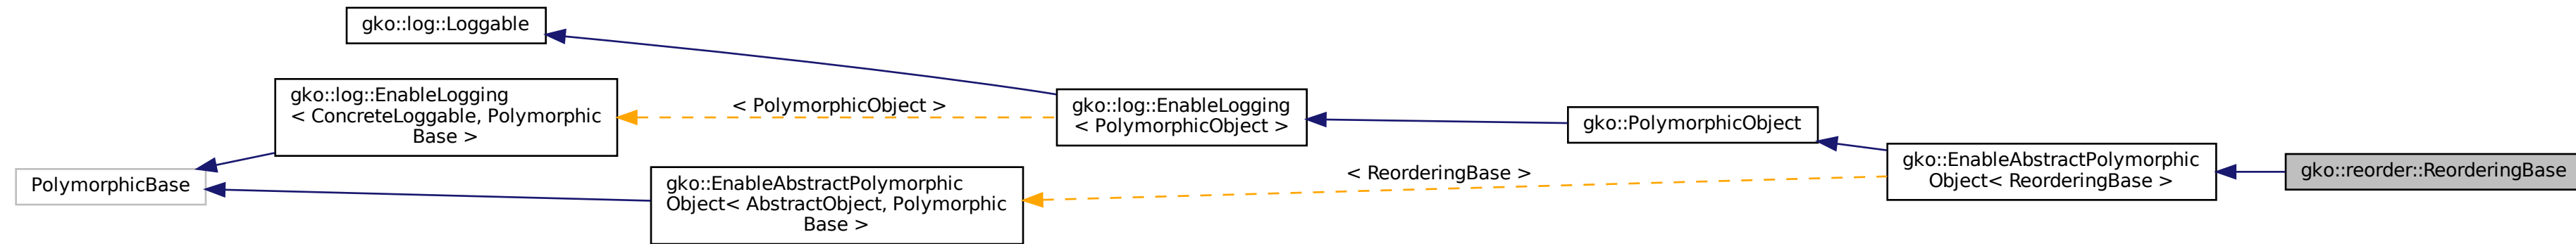 gko::log::Loggable
gko::log::EnableLogging
< ConcreteLoggable, Polymorphic
Base >
< PolymorphicObject >
gko::log::EnableLogging
< PolymorphicObject >
gko::PolymorphicObject
PolymorphicBase
gko::EnableAbstractPolymorphic
Object< AbstractObject, Polymorphic
Base >
< ReorderingBase >
gko::EnableAbstractPolymorphic
Object< ReorderingBase >
gko::reorder::ReorderingBase